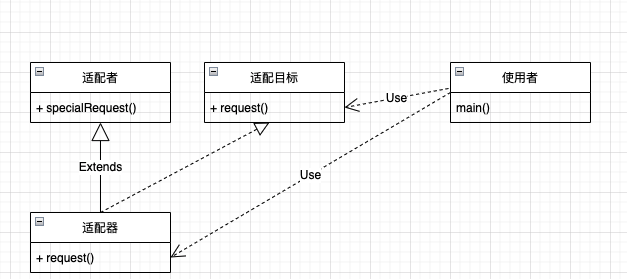 适配者
+ specialRequest()
适配目标
+ request()
使用者
main()
Use
Extends
Use
适配器
+ request()